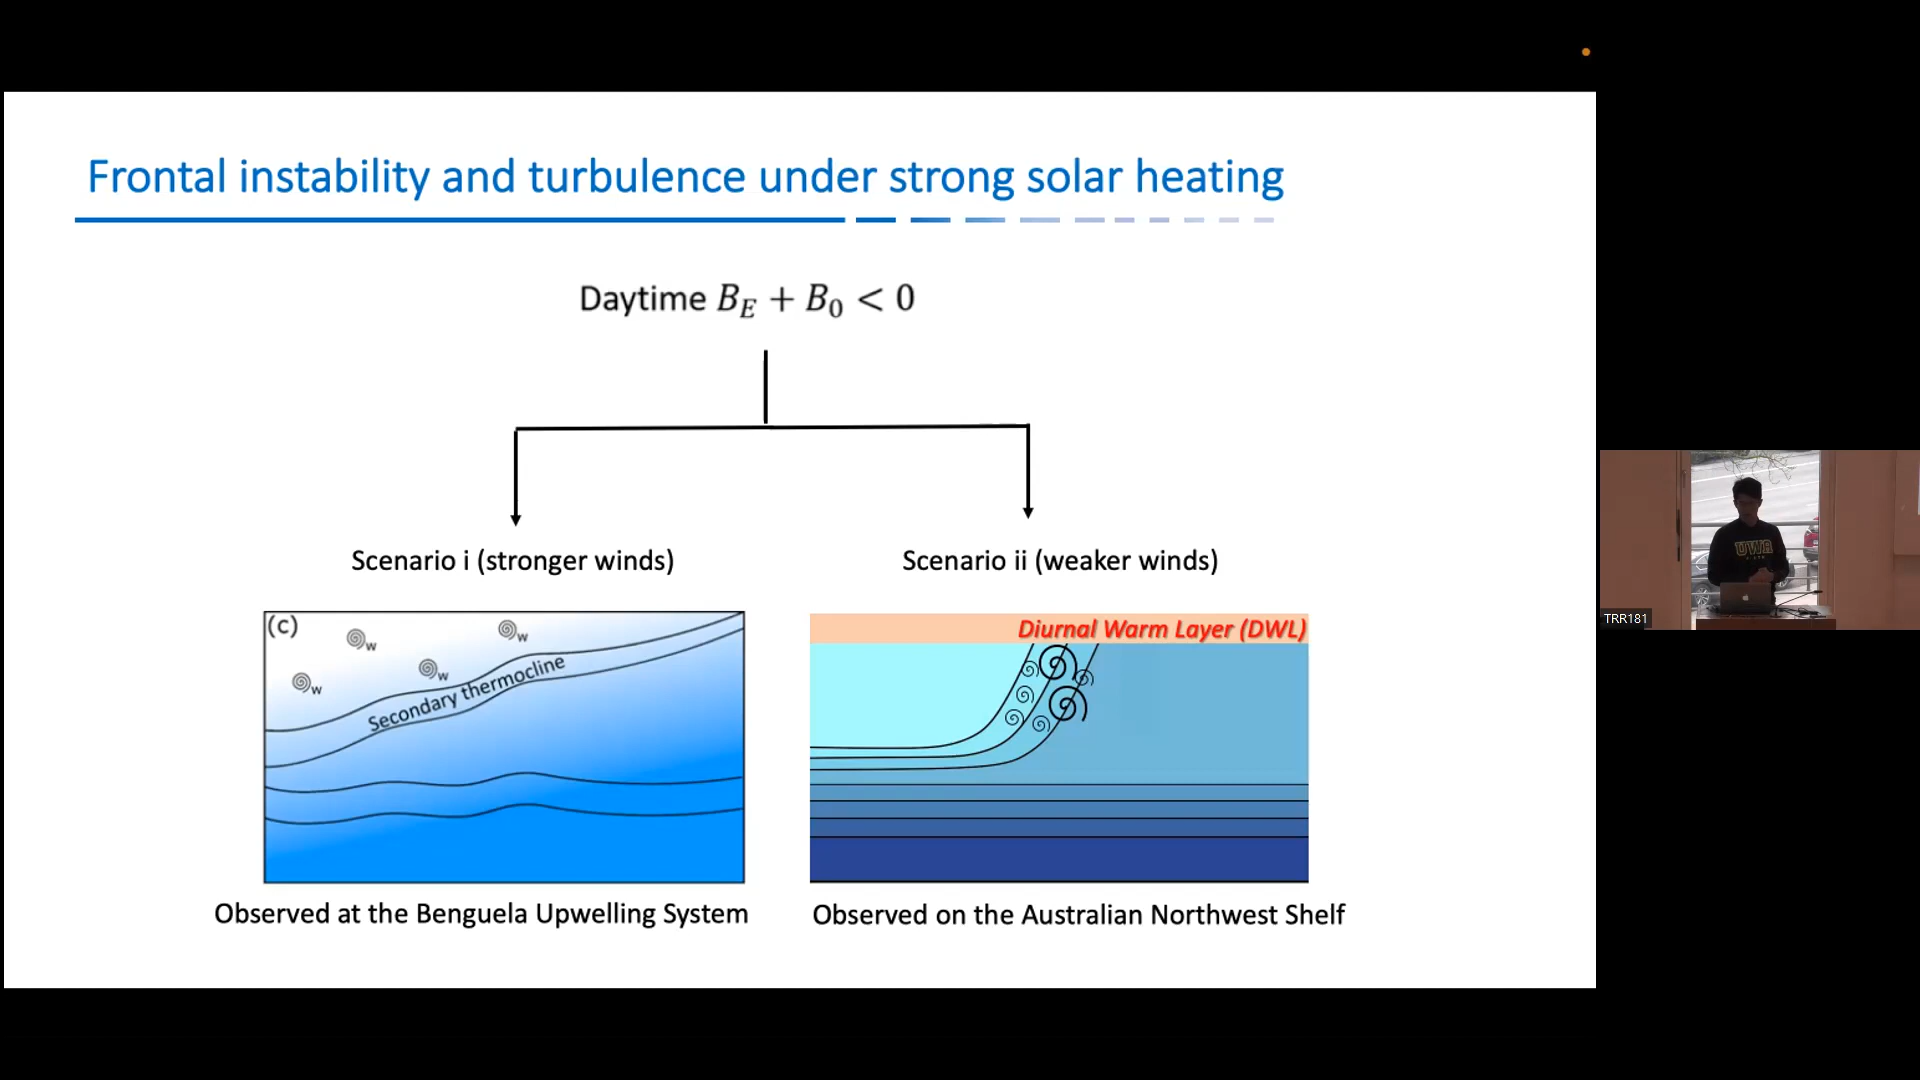 Frontal instability and turbulence under strong solar heating
Daytime B_E + B_0 < 0
Scenario i (stronger winds)
Scenario ii (weaker winds)
(c)
w
w
w
w
Secondary thermocline
Diurnal Warm Layer (DWL)
Observed at the Benguela Upwelling System
Observed on the Australian Northwest Shelf
TRR181